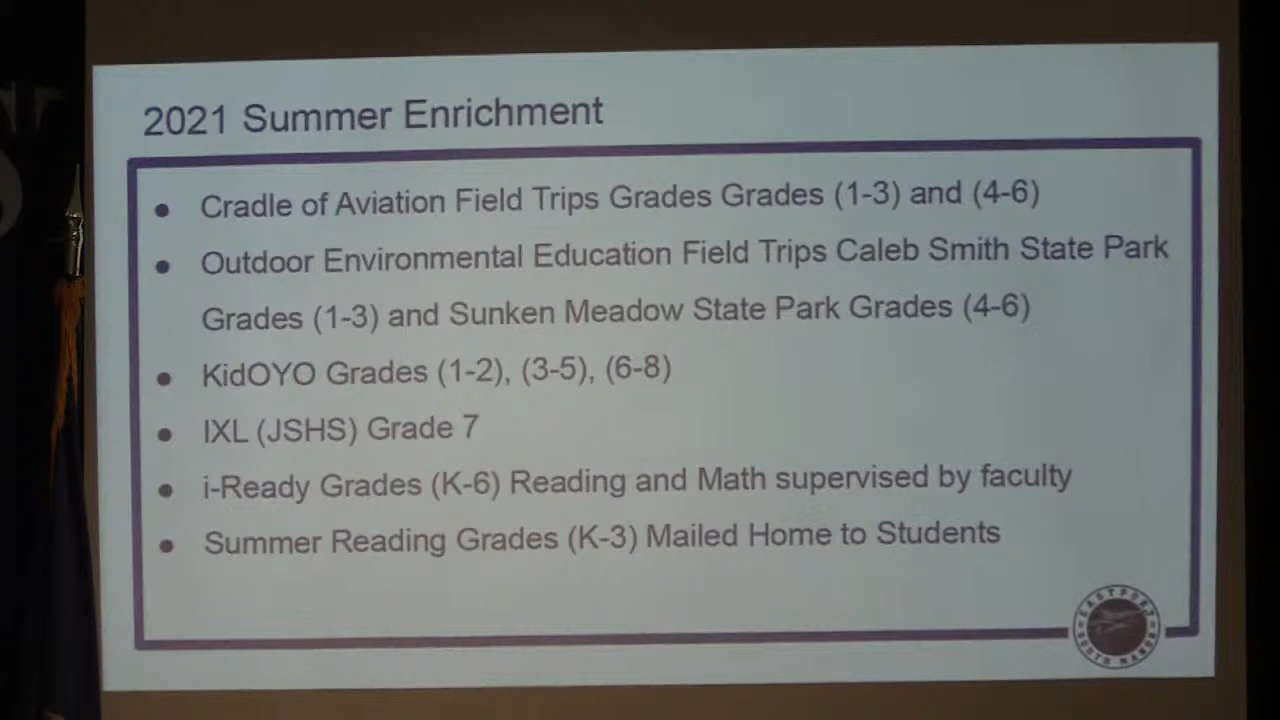 2021 Summer Enrichment
● Cradle of Aviation Field Trips Grades Grades (1-3) and (4-6)
● Outdoor Environmental Education Field Trips Caleb Smith State Park
Grades (1-3) and Sunken Meadow State Park Grades (4-6)
● KidOYO Grades (1-2), (3-5), (6-8)
● IXL (JSHS) Grade 7
● i-Ready Grades (K-6) Reading and Math supervised by faculty
● Summer Reading Grades (K-3) Mailed Home to Students
EASTPORT
SOUTH MANOR